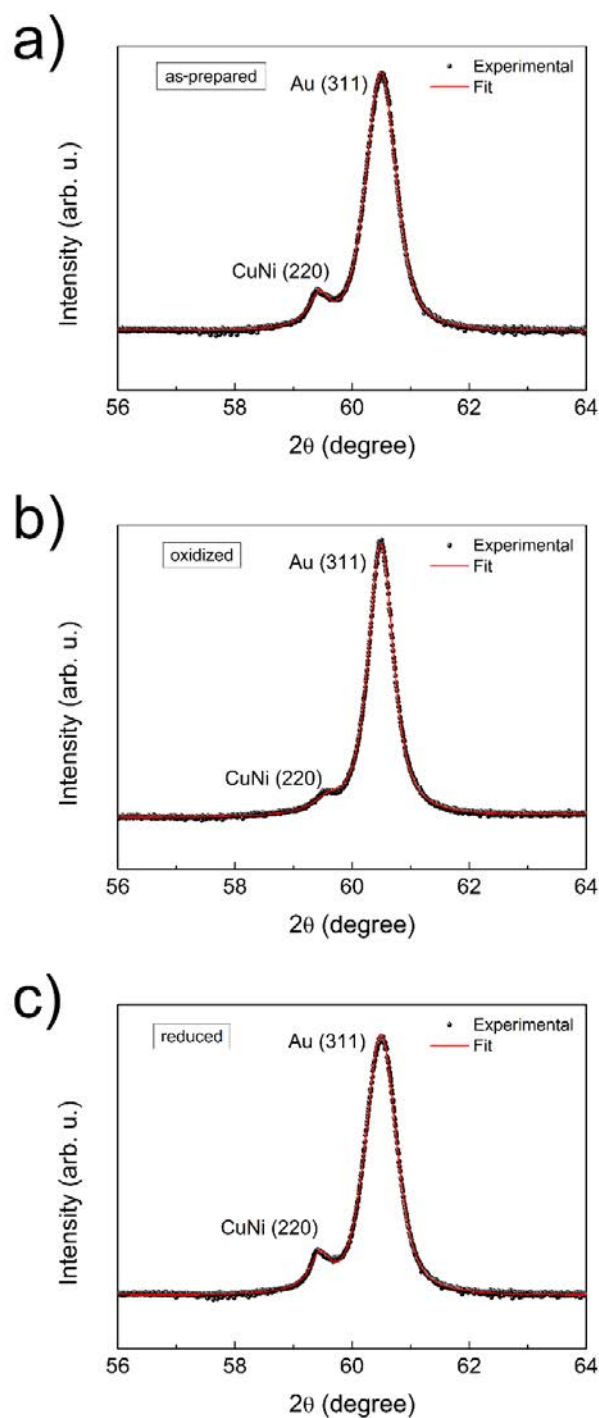 a)
as-prepared
Au (311)
Experimental
Fit
CuNi (220)
Intensity (arb. u.)
56 58 60 62 64
2θ (degree)
b)
oxidized
Au (311)
Experimental
Fit
CuNi (220)
Intensity (arb. u.)
56 58 60 62 64
2θ (degree)
c)
reduced
Au (311)
Experimental
Fit
CuNi (220)
Intensity (arb. u.)
56 58 60 62 64
2θ (degree)